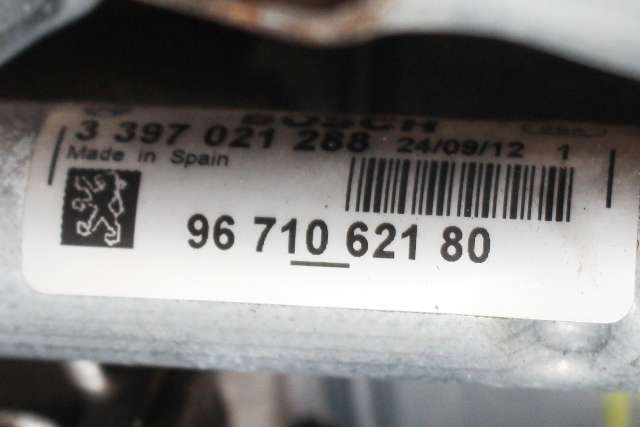 BOSCH
3 397 021 288 24/09/12 1
Made in Spain
96 710 621 80